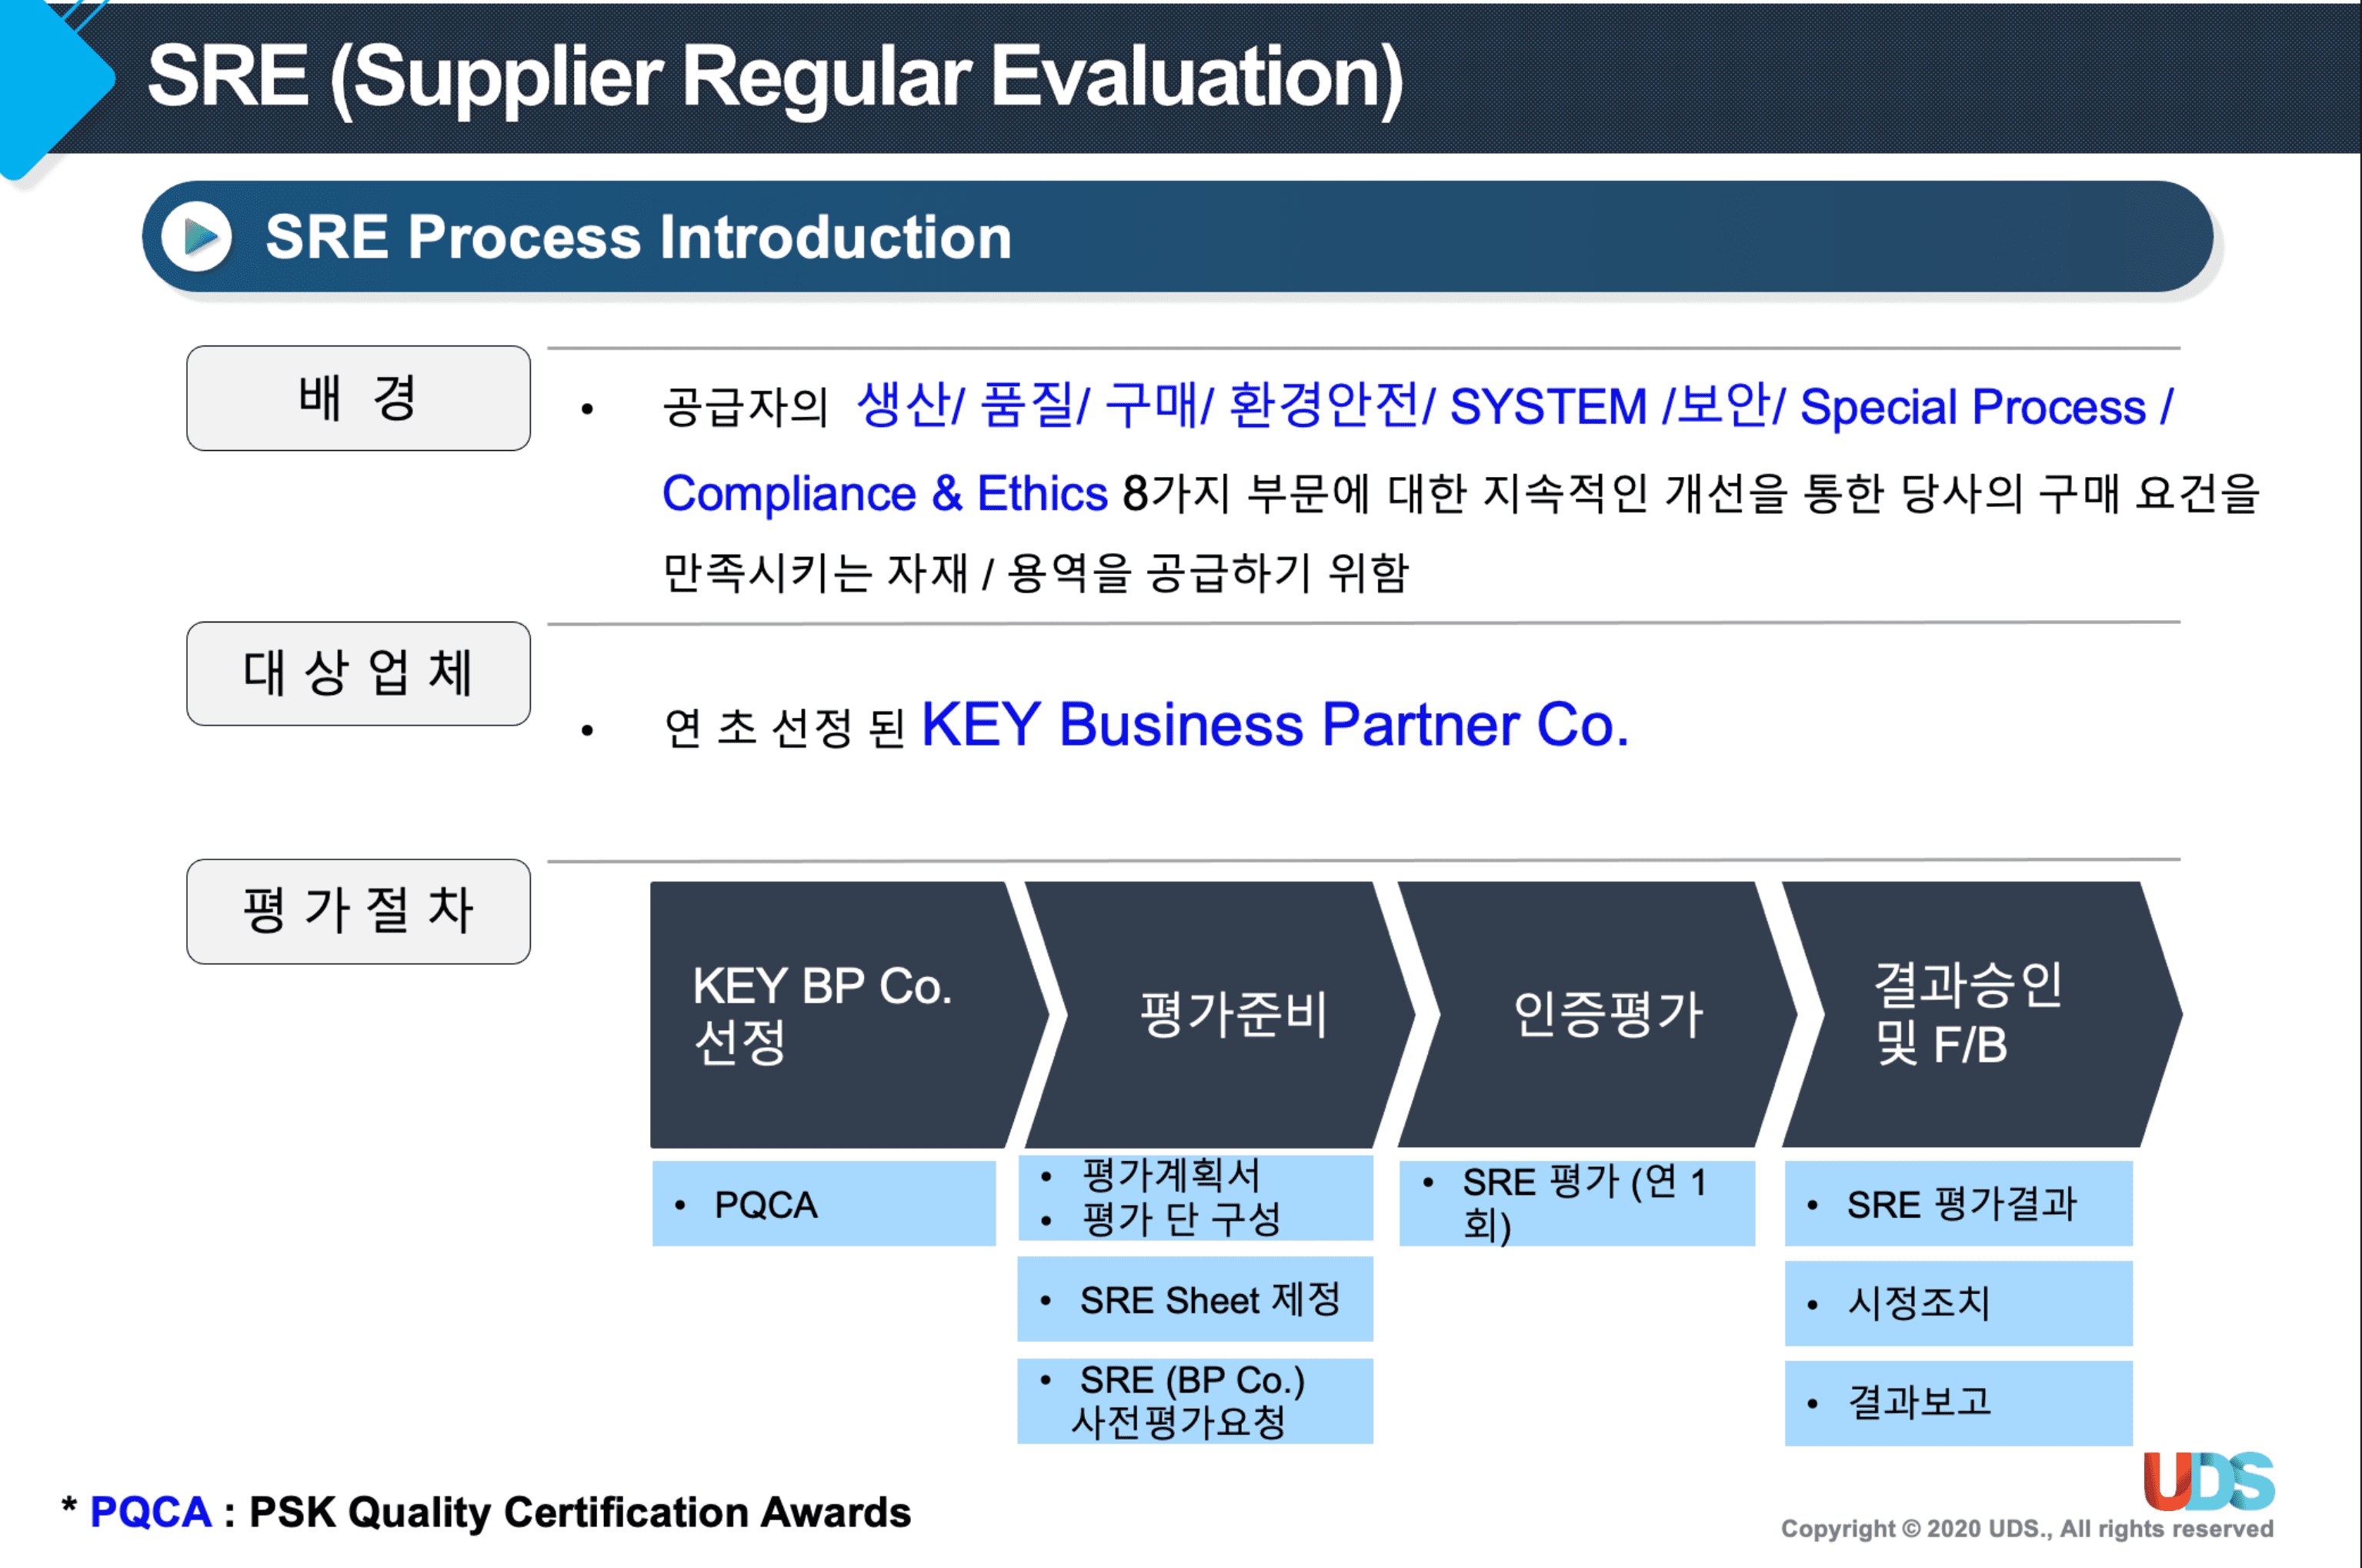 SRE (Supplier Regular Evaluation)
SRE Process Introduction
배 경
• 공급자의 생산/ 품질/ 구매/ 환경안전/ SYSTEM /보안/ Special Process /
Compliance & Ethics 8가지 부문에 대한 지속적인 개선을 통한 당사의 구매 요건을
만족시키는 자재 / 용역을 공급하기 위함
대 상 업 체
• 연 초 선정 된 KEY Business Partner Co.
평 가 절 차
KEY BP Co.
선정
• PQCA
평가준비
• 평가계획서
• 평가 단 구성
• SRE Sheet 제정
• SRE (BP Co.)
사전평가요청
인증평가
• SRE 평가 (연 1
회)
결과승인
및 F/B
• SRE 평가결과
• 시정조치
• 결과보고
* PQCA : PSK Quality Certification Awards
UDS
Copyright © 2020 UDS., All rights reserved